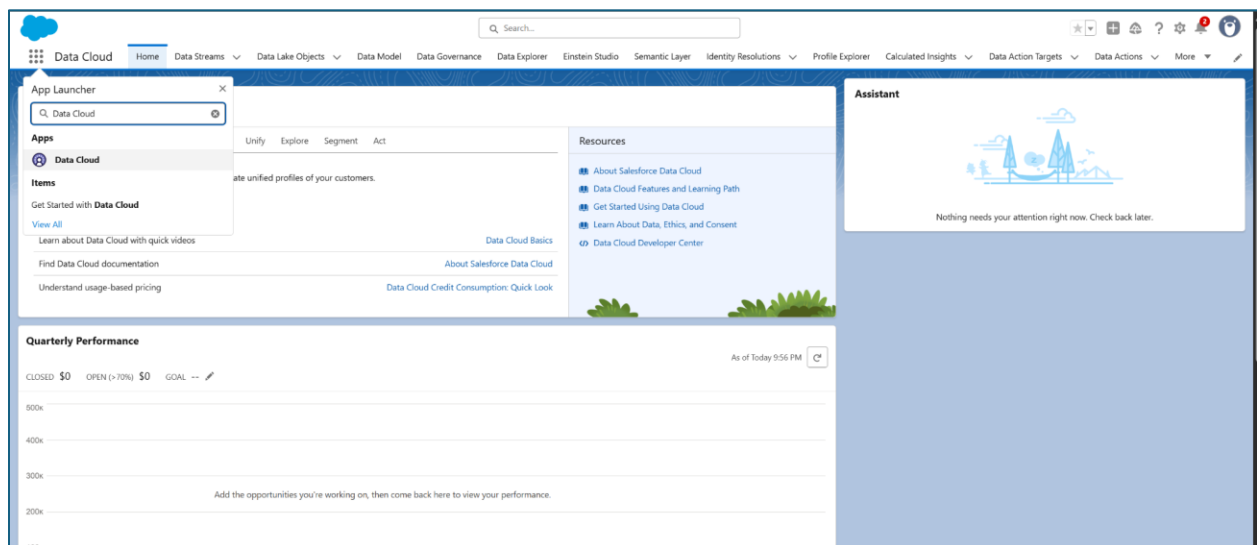 Search...
2
Data Cloud
Home
Data Streams
Data Lake Objects
Data Model
Data Governance
Data Explorer
Einstein Studio
Semantic Layer
Identity Resolutions
Profile Explorer
Calculated Insights
Data Action Targets
Data Actions
More
App Launcher
Data Cloud
Apps
Data Cloud
Items
Get Started with Data Cloud
View All
Unify Explore Segment Act
ate unified profiles of your customers.
Learn about Data Cloud with quick videos
Data Cloud Basics
Find Data Cloud documentation
About Salesforce Data Cloud
Understand usage-based pricing
Data Cloud Credit Consumption: Quick Look
Resources
About Salesforce Data Cloud
Data Cloud Features and Learning Path
Get Started Using Data Cloud
Learn About Data, Ethics, and Consent
Data Cloud Developer Center
Assistant
Nothing needs your attention right now. Check back later.
Quarterly Performance
As of Today 9:56 PM
CLOSED $0 OPEN (>70%) $0 GOAL --
500K
400K
300K
Add the opportunities you're working on, then come back here to view your performance.
200K